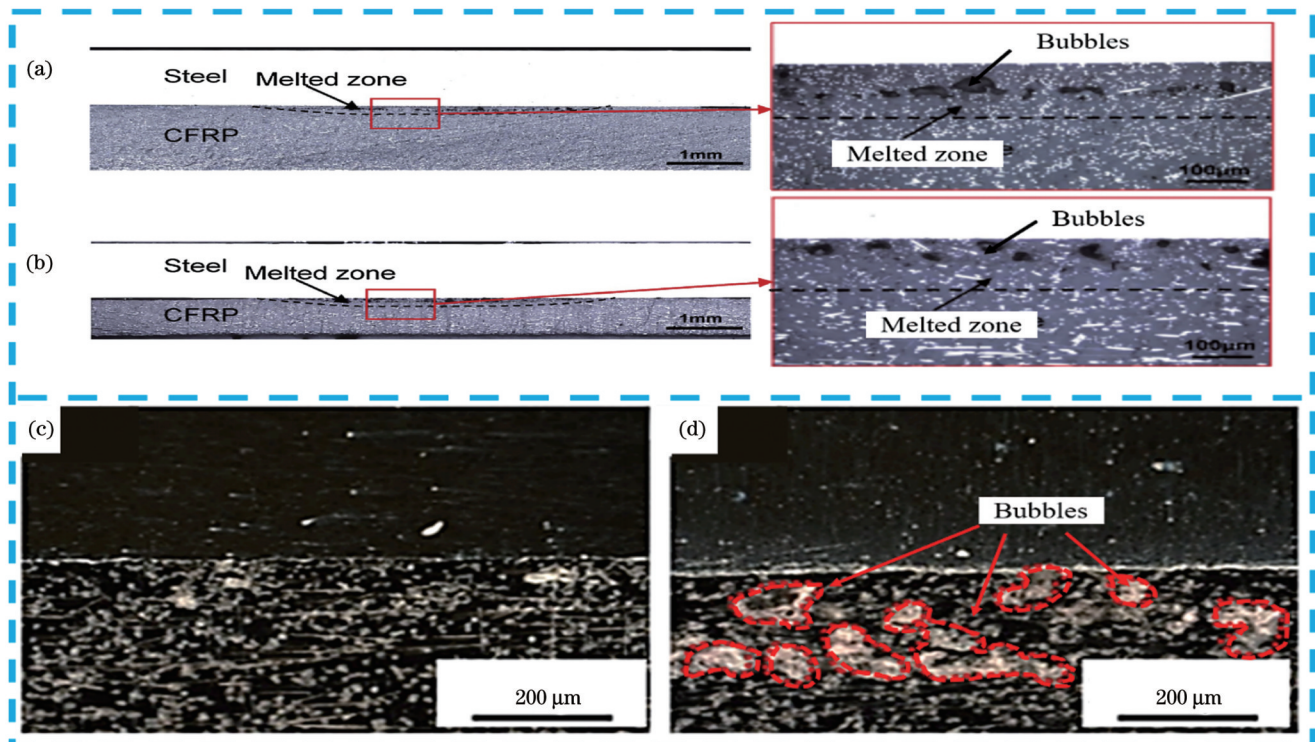 (a)
Steel
Melted zone
CFRP
1mm
Bubbles
Melted zone
100μm
(b)
Steel
Melted zone
CFRP
1mm
Bubbles
Melted zone
100μm
(c)
200 μm
(d)
Bubbles
200 μm